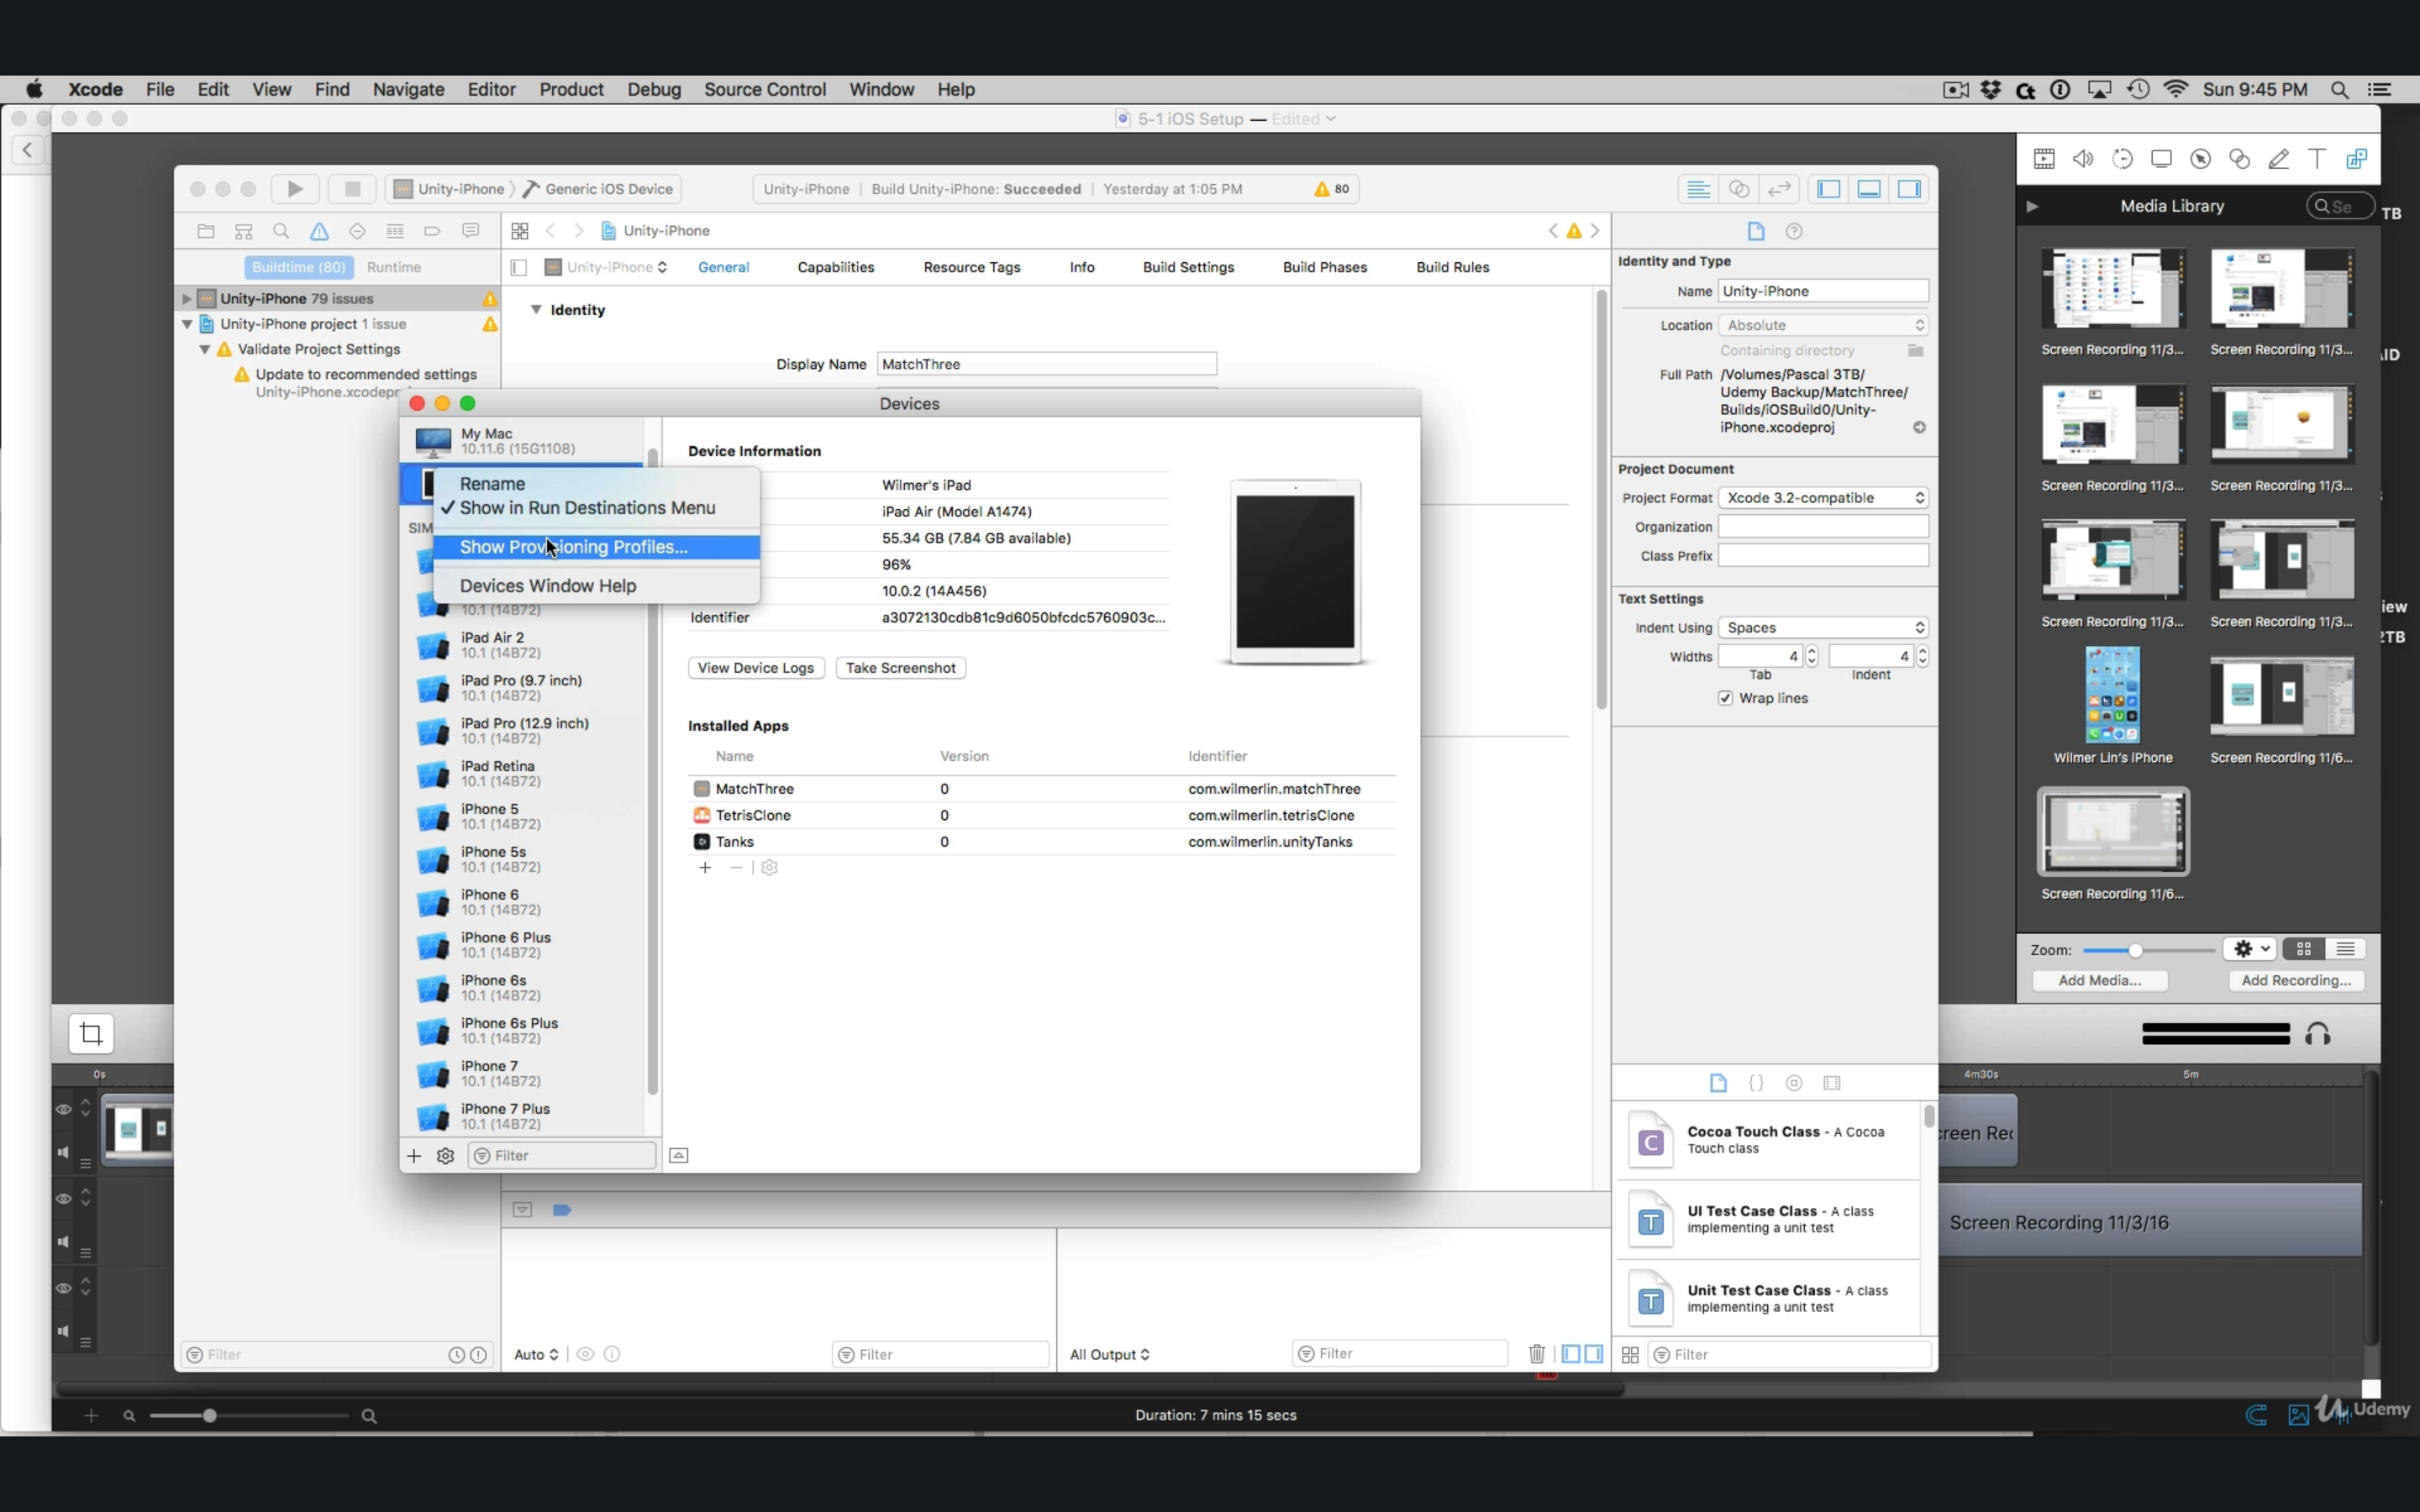 Xcode File Edit View Find Navigate Editor Product Debug Source Control Window Help Sun 9:45 PM
5-1 iOS Setup — Edited
Unity-iPhone Generic iOS Device
Unity-iPhone | Build Unity-iPhone: Succeeded | Yesterday at 1:05 PM 80
Media Library
TB
Unity-iPhone
Buildtime (80) Runtime
Unity-iPhone General Capabilities Resource Tags Info Build Settings Build Phases Build Rules
Unity-iPhone 79 issues
Unity-iPhone project 1 issue
Validate Project Settings
Update to recommended settings
Identity
Display Name MatchThree
Identity and Type
Name Unity-iPhone
Location Absolute
Containing directory
Full Path /Volumes/Pascal 3TB/
Udemy Backup/MatchThree/
Builds/iOSBuild0/Unity-
iPhone.xcodeproj
Project Document
Project Format Xcode 3.2-compatible
Organization
Class Prefix
Text Settings
Indent Using Spaces
Widths 4 4
Tab Indent
Wrap lines
Devices
My Mac
10.11.6 (15G1108)
Rename
Show in Run Destinations Menu
Show Provisioning Profiles...
Devices Window Help
10.1 (14B72)
iPad Air 2
10.1 (14B72)
iPad Pro (9.7 inch)
10.1 (14B72)
iPad Pro (12.9 inch)
10.1 (14B72)
iPad Retina
10.1 (14B72)
iPhone 5
10.1 (14B72)
iPhone 5s
10.1 (14B72)
iPhone 6
10.1 (14B72)
iPhone 6 Plus
10.1 (14B72)
iPhone 6s
10.1 (14B72)
iPhone 6s Plus
10.1 (14B72)
iPhone 7
10.1 (14B72)
iPhone 7 Plus
10.1 (14B72)
Filter
Device Information
Wilmer's iPad
iPad Air (Model A1474)
55.34 GB (7.84 GB available)
96%
10.0.2 (14A456)
Identifier a3072130cdb81c9d6050bfcdc5760903c...
View Device Logs Take Screenshot
Installed Apps
Name Version Identifier
MatchThree 0 com.wilmerlin.matchThree
TetrisClone 0 com.wilmerlin.tetrisClone
Tanks 0 com.wilmerlin.unityTanks
Screen Recording 11/3... Screen Recording 11/3...
Screen Recording 11/3... Screen Recording 11/3...
Screen Recording 11/3... Screen Recording 11/3...
Wilmer Lin's iPhone Screen Recording 11/6...
Screen Recording 11/6...
Zoom:
Add Media... Add Recording...
0s 4m30s 5m
Cocoa Touch Class - A Cocoa
Touch class
UI Test Case Class - A class
implementing a unit test
Unit Test Case Class - A class
implementing a unit test
Screen Recording 11/3/16
Filter Auto Filter All Output Filter Filter
Duration: 7 mins 15 secs
Udemy